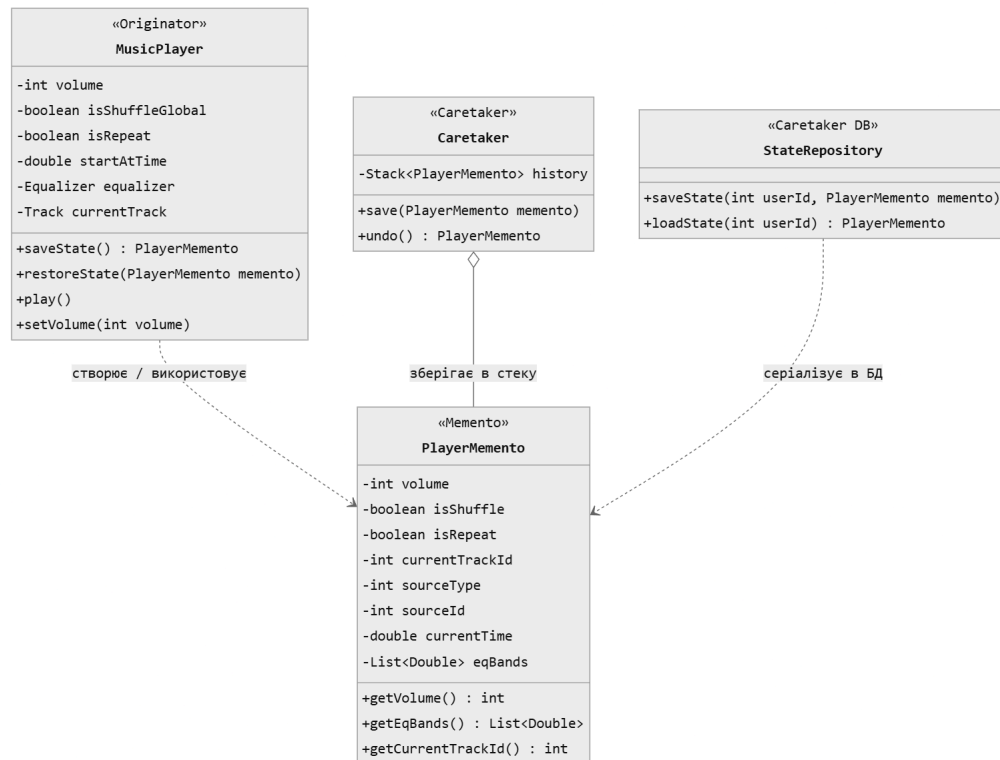 «Originator»
MusicPlayer
-int volume
-boolean isShuffleGlobal
-boolean isRepeat
-double startAtTime
-Equalizer equalizer
-Track currentTrack
+saveState() : PlayerMemento
+restoreState(PlayerMemento memento)
+play()
+setVolume(int volume)
«Caretaker»
Caretaker
-Stack<PlayerMemento> history
+save(PlayerMemento memento)
+undo() : PlayerMemento
«Caretaker DB»
StateRepository
+saveState(int userId, PlayerMemento memento)
+loadState(int userId) : PlayerMemento
створює / використовує
зберігає в стеку
серіалізує в БД
«Memento»
PlayerMemento
-int volume
-boolean isShuffle
-boolean isRepeat
-int currentTrackId
-int sourceType
-int sourceId
-double currentTime
-List<Double> eqBands
+getVolume() : int
+getEqBands() : List<Double>
+getCurrentTrackId() : int